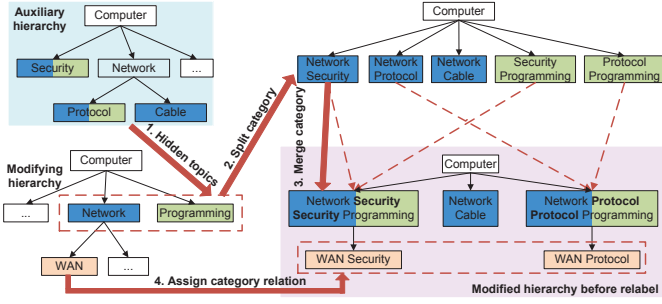 Auxiliary
hierarchy
Computer
Security
Network
...
Protocol
Cable
1. Hidden topics
2. Split category
Modifying
hierarchy
Computer
...
Network
Programming
WAN
...
4. Assign category relation
Computer
Network
Security
Network
Protocol
Network
Cable
Security
Programming
Protocol
Programming
3. Merge category
Computer
Network Security
Security Programming
Network
Cable
Network Protocol
Protocol Programming
WAN Security
WAN Protocol
Modified hierarchy before relabel